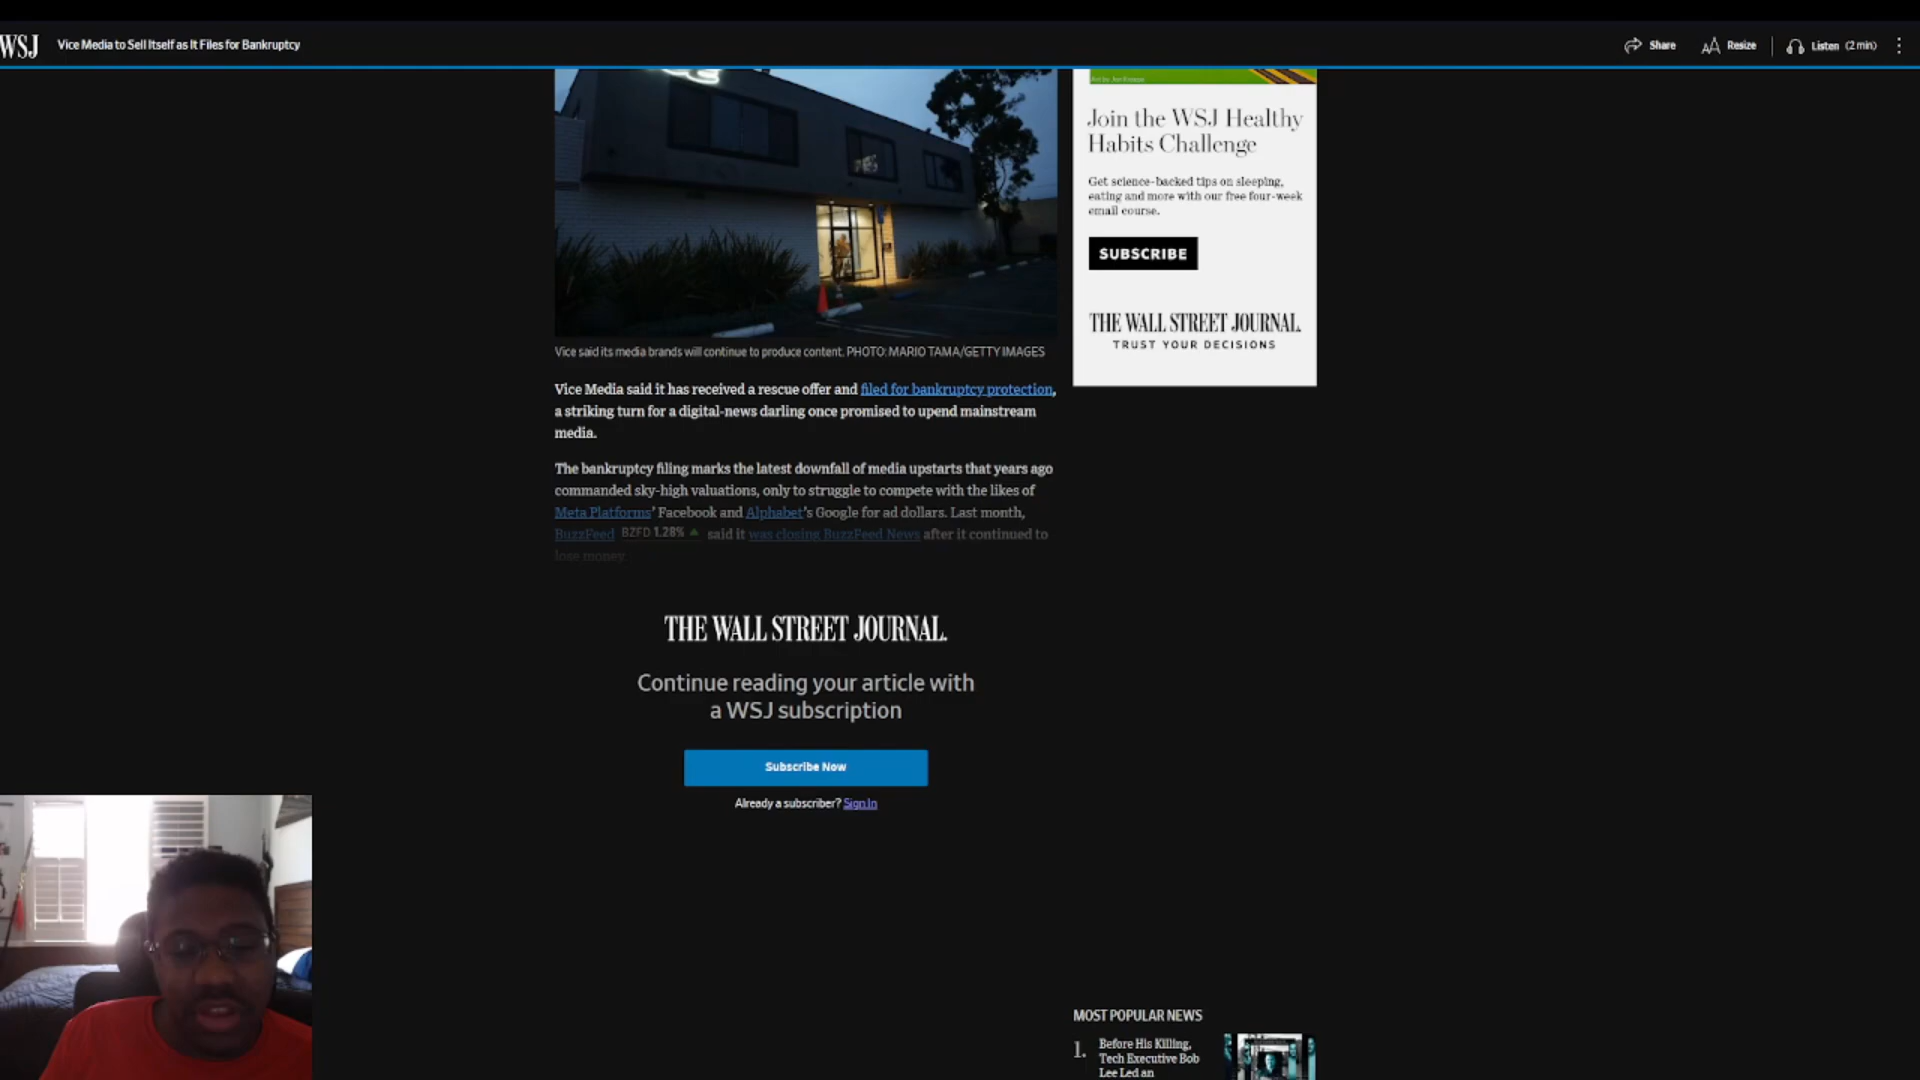 WSJ
Vice Media to Sell Itself as It Files for Bankruptcy
Share
Resize
Listen (2 min)
Vice said its media brands will continue to produce content. PHOTO: MARIO TAMA/GETTY IMAGES
Vice Media said it has received a rescue offer and filed for bankruptcy protection,
a striking turn for a digital-news darling once promised to upend mainstream
media.
The bankruptcy filing marks the latest downfall of media upstarts that years ago
commanded sky-high valuations, only to struggle to compete with the likes of
Meta Platforms' Facebook and Alphabet's Google for ad dollars. Last month,
BuzzFeed BZFD 1.28% said it was closing BuzzFeed News after it continued to
lose money.
THE WALL STREET JOURNAL.
Continue reading your article with
a WSJ subscription
Subscribe Now
Already a subscriber? Sign In
Join the WSJ Healthy
Habits Challenge
Get science-backed tips on sleeping,
eating and more with our free four-week
email course.
SUBSCRIBE
THE WALL STREET JOURNAL.
TRUST YOUR DECISIONS
MOST POPULAR NEWS
1.
Before His Killing,
Tech Executive Bob
Lee Led an